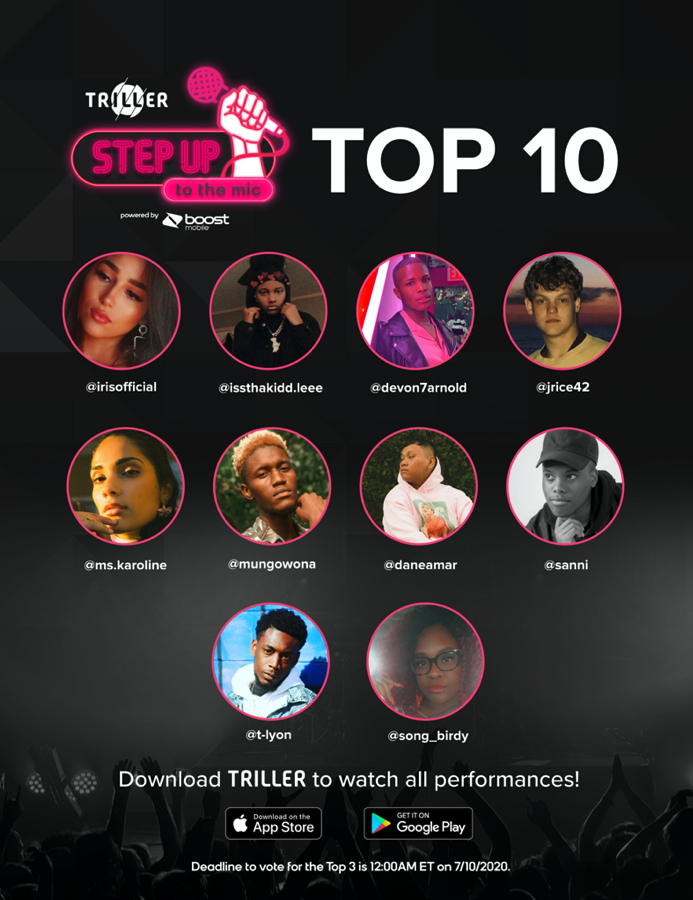 TRILLER
STEP UP
to the mic
powered by boost mobile
TOP 10
@irisofficial
@issthakidd.leee
@devon7arnold
@jrice42
@ms.karoline
@mungowona
@daneamar
@sanni
@t-lyon
@song_birdy
Download TRILLER to watch all performances!
Download on the
App Store
GET IT ON
Google Play
Deadline to vote for the Top 3 is 12:00AM ET on 7/10/2020.